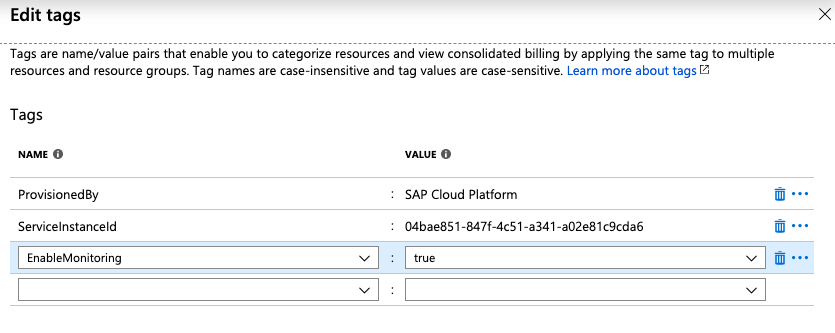 Edit tags
Tags are name/value pairs that enable you to categorize resources and view consolidated billing by applying the same tag to multiple
resources and resource groups. Tag names are case-insensitive and tag values are case-sensitive. Learn more about tags
Tags
NAME VALUE
ProvisionedBy : SAP Cloud Platform
ServiceInstanceId : 04bae851-847f-4c51-a341-a02e81c9cda6
EnableMonitoring : true
: